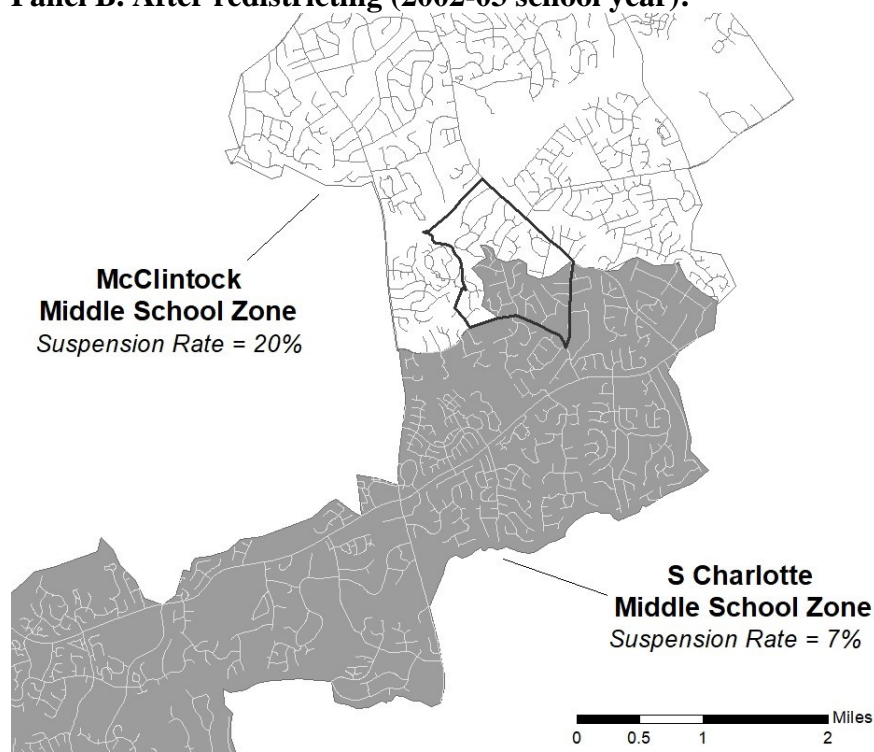 Panel B. After redistricting (2002-03 school year).
McClintock
Middle School Zone
Suspension Rate = 20%
S Charlotte
Middle School Zone
Suspension Rate = 7%
Miles
0 0.5 1 2